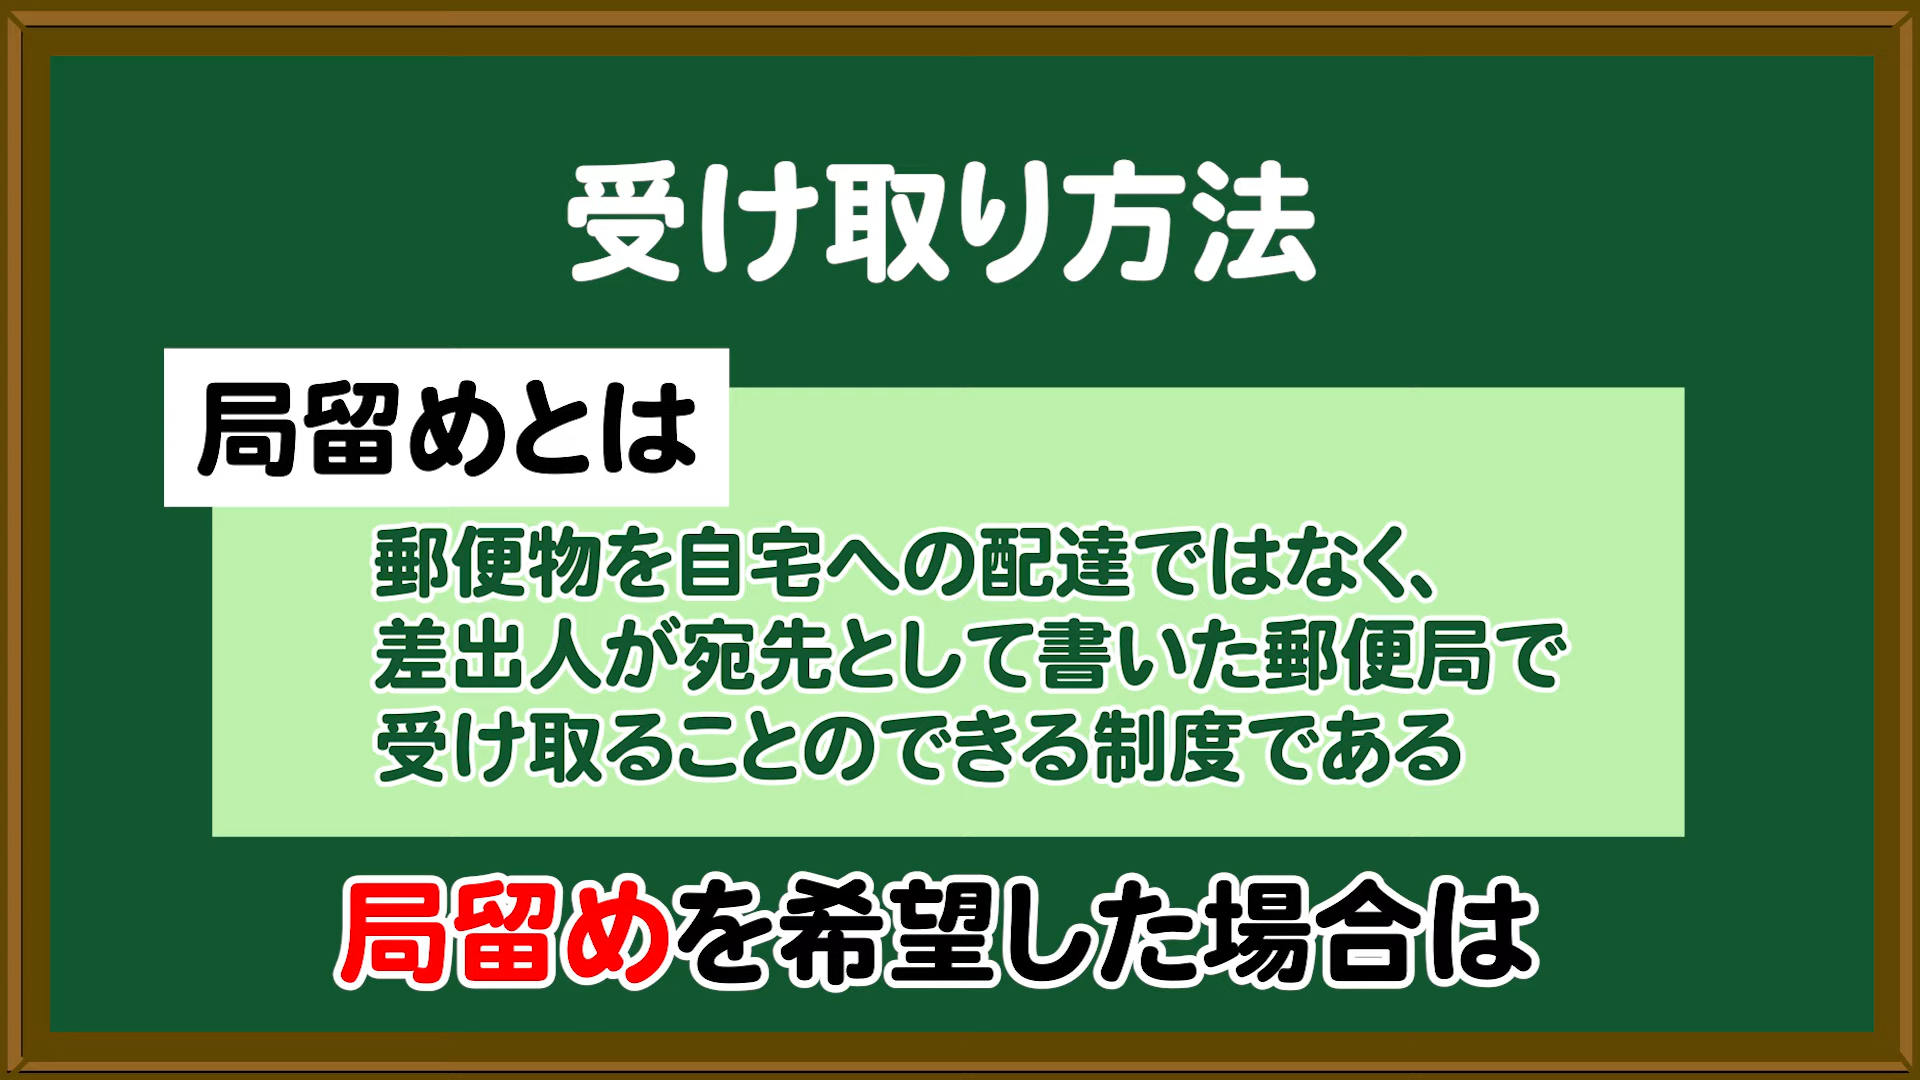 受け取り方法
局留めとは
郵便物を自宅への配達ではなく、
差出人が宛先として書いた郵便局で
受け取ることのできる制度である
局留めを希望した場合は